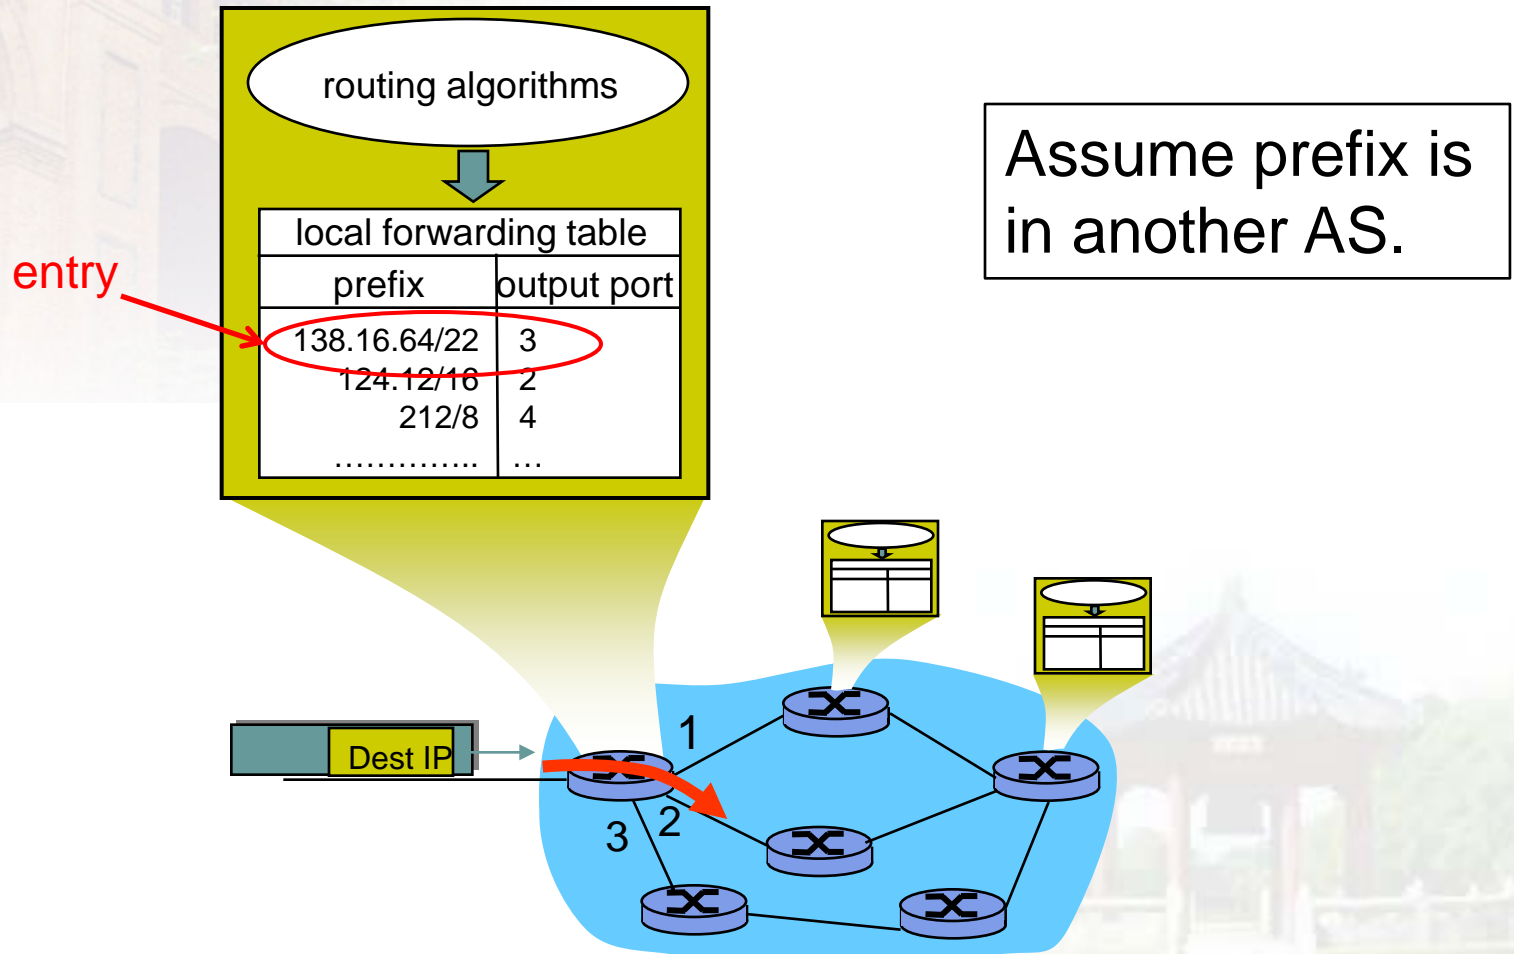 routing algorithms
Assume prefix is
in another AS.
local forwarding table
entry
prefix output port
138.16.64/22 3
124.12/16 2
212/8 4
………….. …
1
Dest IP
2
3